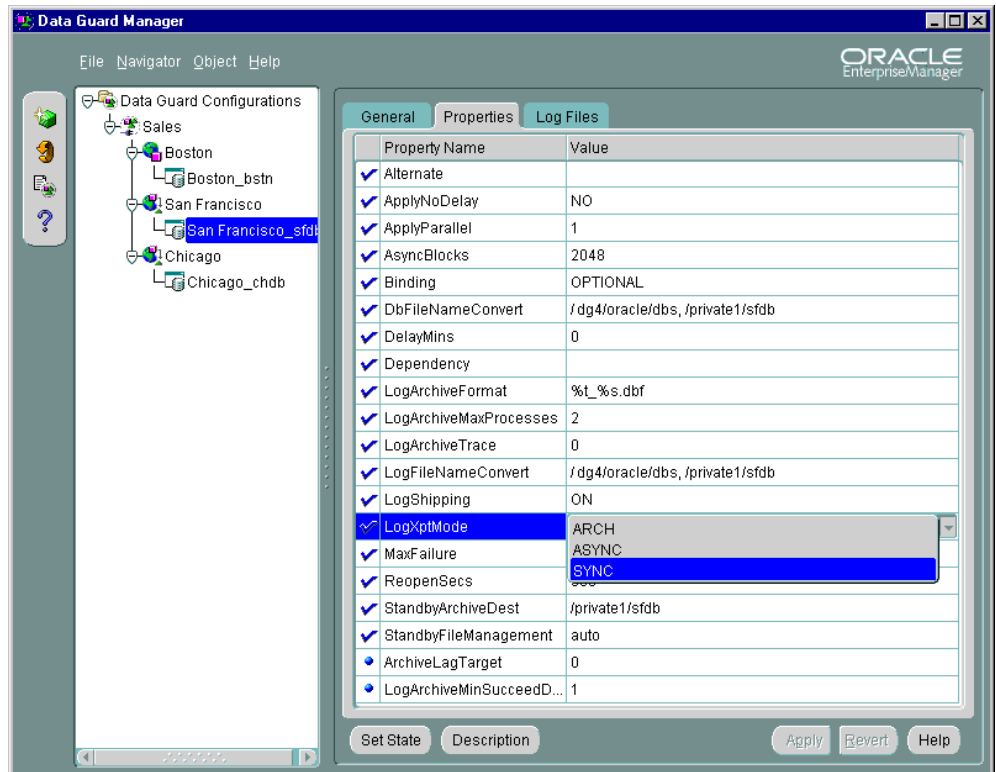 Data Guard Manager
File Navigator Object Help
ORACLE
EnterpriseManager
Data Guard Configurations
Sales
Boston
Boston_bstn
San Francisco
San Francisco_sfdb
Chicago
Chicago_chdb
General Properties Log Files
Property Name Value
Alternate
ApplyNoDelay NO
ApplyParallel 1
AsyncBlocks 2048
Binding OPTIONAL
DbFileNameConvert /dg4/oracle/dbs, /private1/sfdb
DelayMins 0
Dependency
LogArchiveFormat %t_%s.dbf
LogArchiveMaxProcesses 2
LogArchiveTrace 0
LogFileNameConvert /dg4/oracle/dbs, /private1/sfdb
LogShipping ON
LogXptMode ARCH
MaxFailure ASYNC
SYNC
ReopenSecs
StandbyArchiveDest /private1/sfdb
StandbyFileManagement auto
ArchiveLagTarget 0
LogArchiveMinSucceedD... 1
Set State Description Apply Revert Help